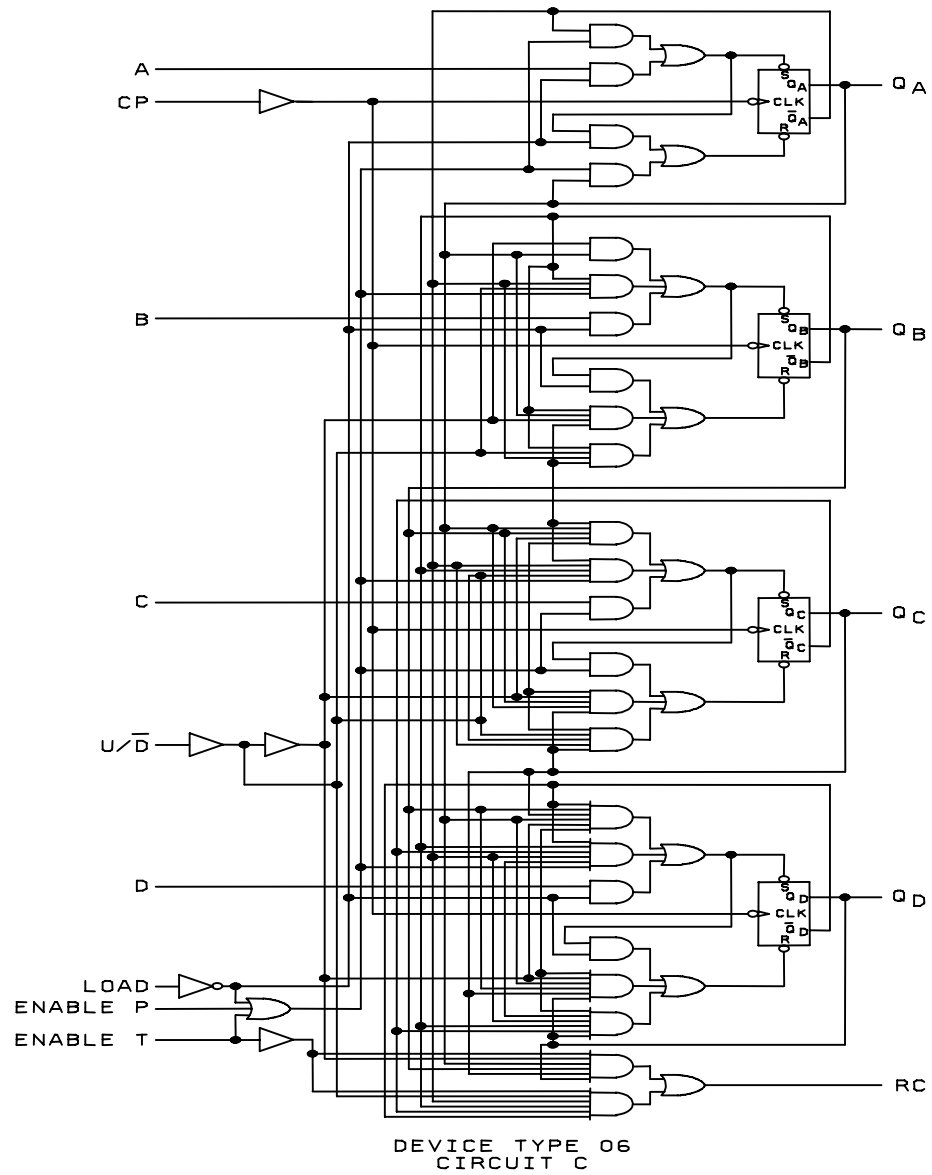 A
CP
S
Q A
CLK
Q̅ A
R
Q A
B
S
Q B
CLK
Q̅ B
R
Q B
C
S
Q C
CLK
Q̅ C
R
Q C
U/D̅
D
S
Q D
CLK
Q̅ D
R
Q D
LOAD
ENABLE P
ENABLE T
RC
DEVICE TYPE 06
CIRCUIT C